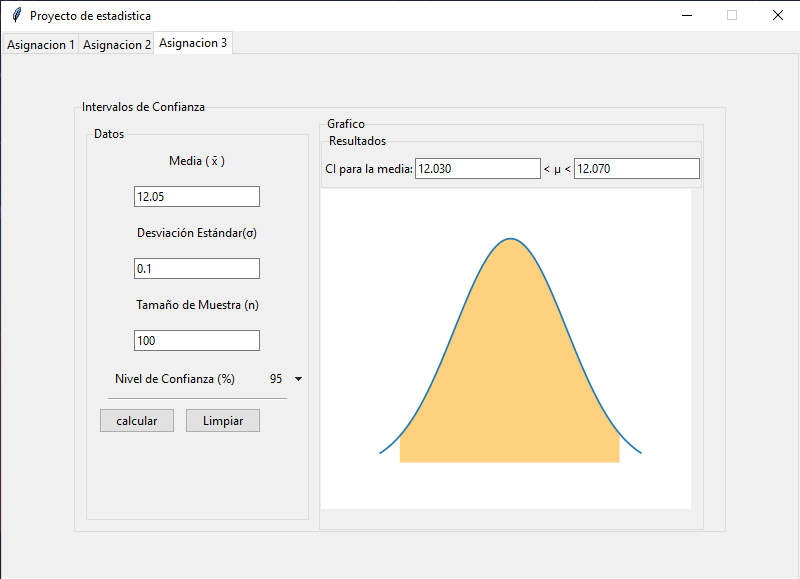 Proyecto de estadistica
Asignacion 1 Asignacion 2 Asignacion 3
Intervalos de Confianza
Datos
Media ( x̄ )
12.05
Desviación Estándar(σ)
0.1
Tamaño de Muestra (n)
100
Nivel de Confianza (%) 95
calcular Limpiar
Grafico
Resultados
CI para la media: 12.030 < μ < 12.070